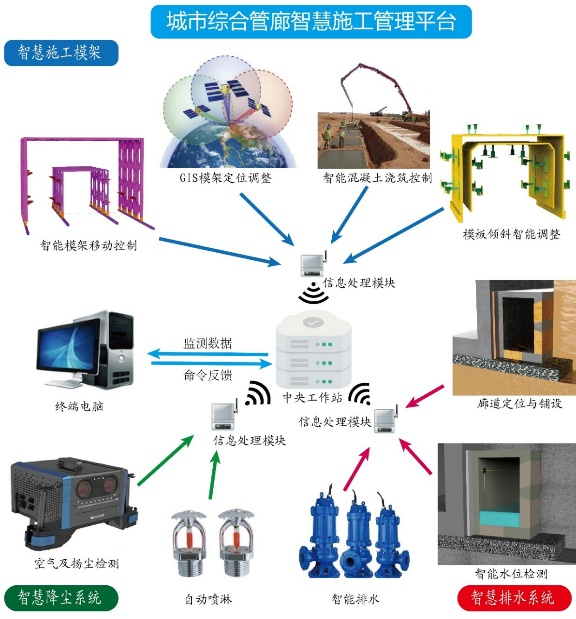 城市综合管廊智慧施工管理平台
智慧施工模架
GIS模架定位调整
智能混凝土浇筑控制
智能模架移动控制
模板倾斜智能调整
信息处理模块
监测数据
命令反馈
终端电脑
中央工作站
信息处理模块
信息处理模块
廊道定位与铺设
空气及扬尘检测
自动喷淋
智能排水
智能水位检测
智慧降尘系统
智慧排水系统